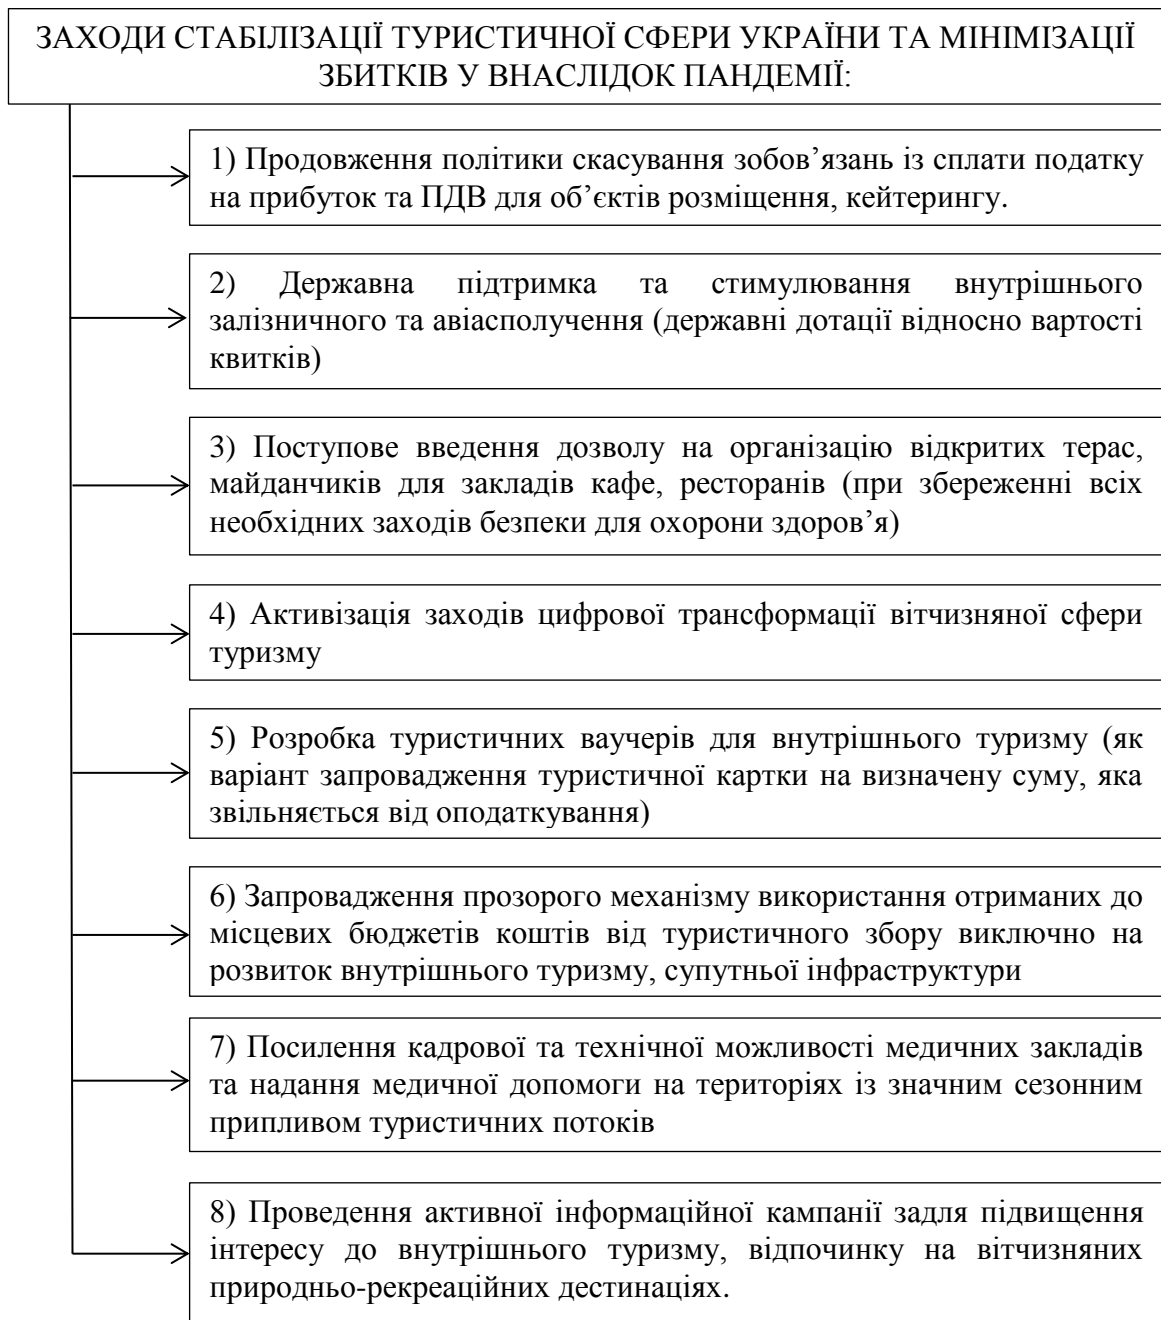 ЗАХОДИ СТАБІЛІЗАЦІЇ ТУРИСТИЧНОЇ СФЕРИ УКРАЇНИ ТА МІНІМІЗАЦІЇ
ЗБИТКІВ У ВНАСЛІДОК ПАНДЕМІЇ:
1) Продовження політики скасування зобов’язань із сплати податку
на прибуток та ПДВ для об’єктів розміщення, кейтерингу.
2) Державна підтримка та стимулювання внутрішнього
залізничного та авіасполучення (державні дотації відносно вартості
квитків)
3) Поступове введення дозволу на організацію відкритих терас,
майданчиків для закладів кафе, ресторанів (при збереженні всіх
необхідних заходів безпеки для охорони здоров’я)
4) Активізація заходів цифрової трансформації вітчизняної сфери
туризму
5) Розробка туристичних ваучерів для внутрішнього туризму (як
варіант запровадження туристичної картки на визначену суму, яка
звільняється від оподаткування)
6) Запровадження прозорого механізму використання отриманих до
місцевих бюджетів коштів від туристичного збору виключно на
розвиток внутрішнього туризму, супутньої інфраструктури
7) Посилення кадрової та технічної можливості медичних закладів
та надання медичної допомоги на територіях із значним сезонним
припливом туристичних потоків
8) Проведення активної інформаційної кампанії задля підвищення
інтересу до внутрішнього туризму, відпочинку на вітчизняних
природньо-рекреаційних дестинаціях.